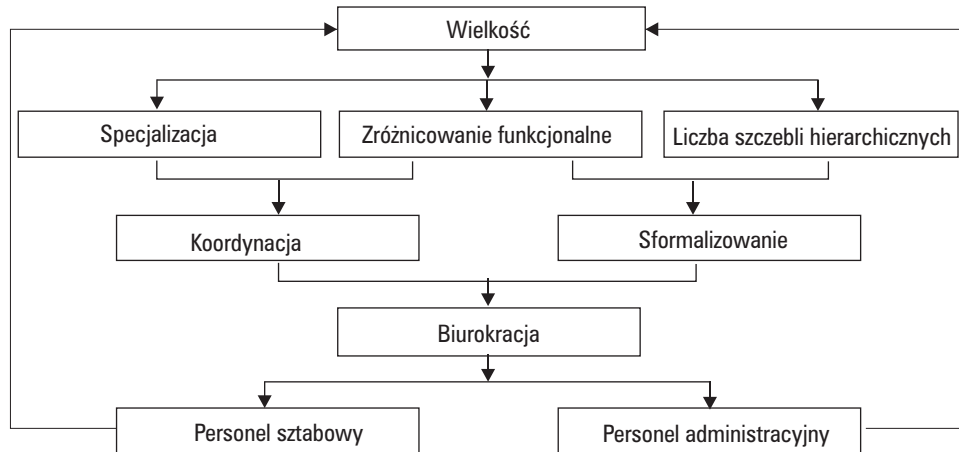 Wielkość
Specjalizacja
Zróżnicowanie funkcjonalne
Liczba szczebli hierarchicznych
Koordynacja
Sformalizowanie
Biurokracja
Personel sztabowy
Personel administracyjny